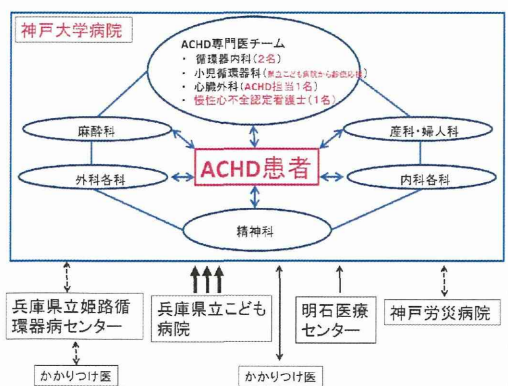 神戸大学病院
ACHD専門医チーム
・ 循環器内科(2名)
・ 小児循環器科(県立こども病院から診療応援)
・ 心臓外科(ACHD担当1名)
・ 慢性心不全認定看護士(1名)
麻酔科
産科・婦人科
ACHD患者
外科各科
内科各科
精神科
兵庫県立姫路循
環器病センター
兵庫県立こども
病院
明石医療
センター
神戸労災病院
かかりつけ医
かかりつけ医